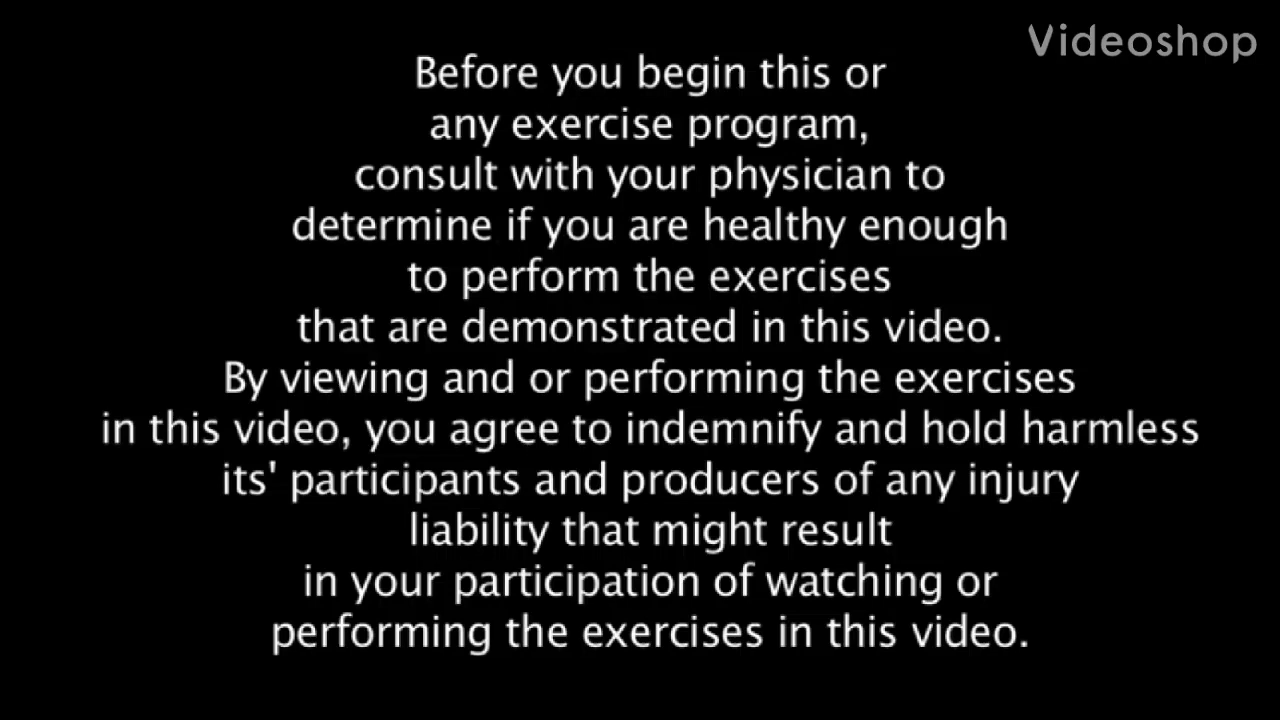 Videoshop
Before you begin this or
any exercise program,
consult with your physician to
determine if you are healthy enough
to perform the exercises
that are demonstrated in this video.
By viewing and or performing the exercises
in this video, you agree to indemnify and hold harmless
its' participants and producers of any injury
liability that might result
in your participation of watching or
performing the exercises in this video.